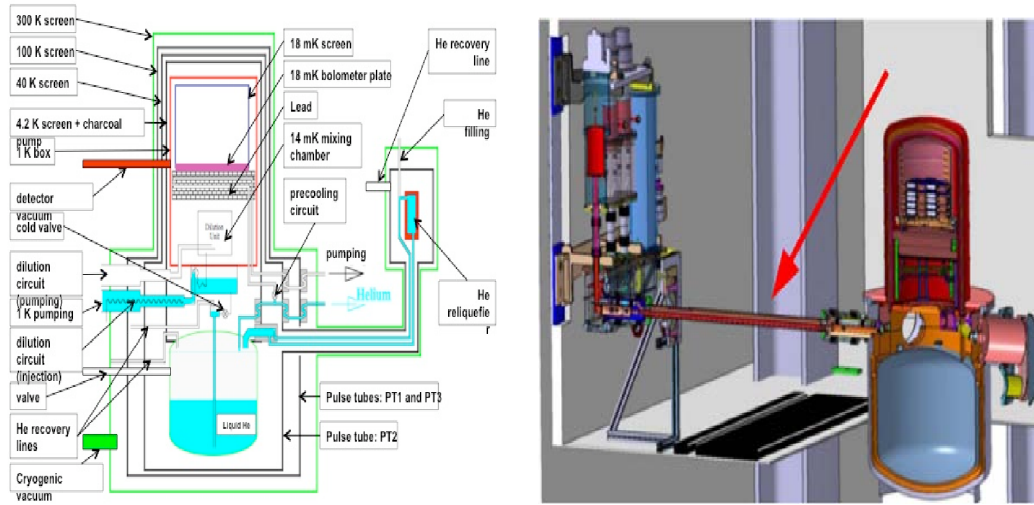 300 K screen
100 K screen
40 K screen
4.2 K screen + charcoal
pump
1K box
detector
vacuum
cold valve
dilution
circuit
(pumping)
1K pumping
dilution
circuit
(injection)
valve
He recovery
lines
Cryogenic
vacuum
18 mK screen
18 mK bolometer plate
Lead
14 mK mixing
chamber
precooling
circuit
pumping
Helium
Dilution
Unit
Liquid He
Pulse tubes: PT1 and PT3
Pulse tube: PT2
He recovery
line
He
filling
He
reliquefie
r